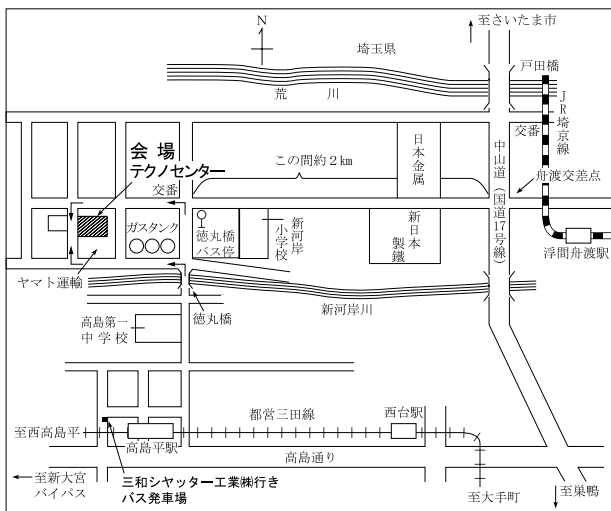 至さいたま市
N
埼玉県
戸田橋
荒川
JR埼京線
交番
日本金属
中山道(国道17号線)
会場
テクノセンター
この間約2km
舟渡交差点
交番
ガスタンク
徳丸橋
バス停
新河岸
小学校
新日本
製鐵
浮間舟渡駅
ヤマト運輸
徳丸橋
新河岸川
高島第一
中学校
都営三田線
西台駅
至西高島平
高島平駅
高島通り
至新大宮
バイパス
三和シヤッター工業㈱行き
バス発車場
至大手町
至巣鴨